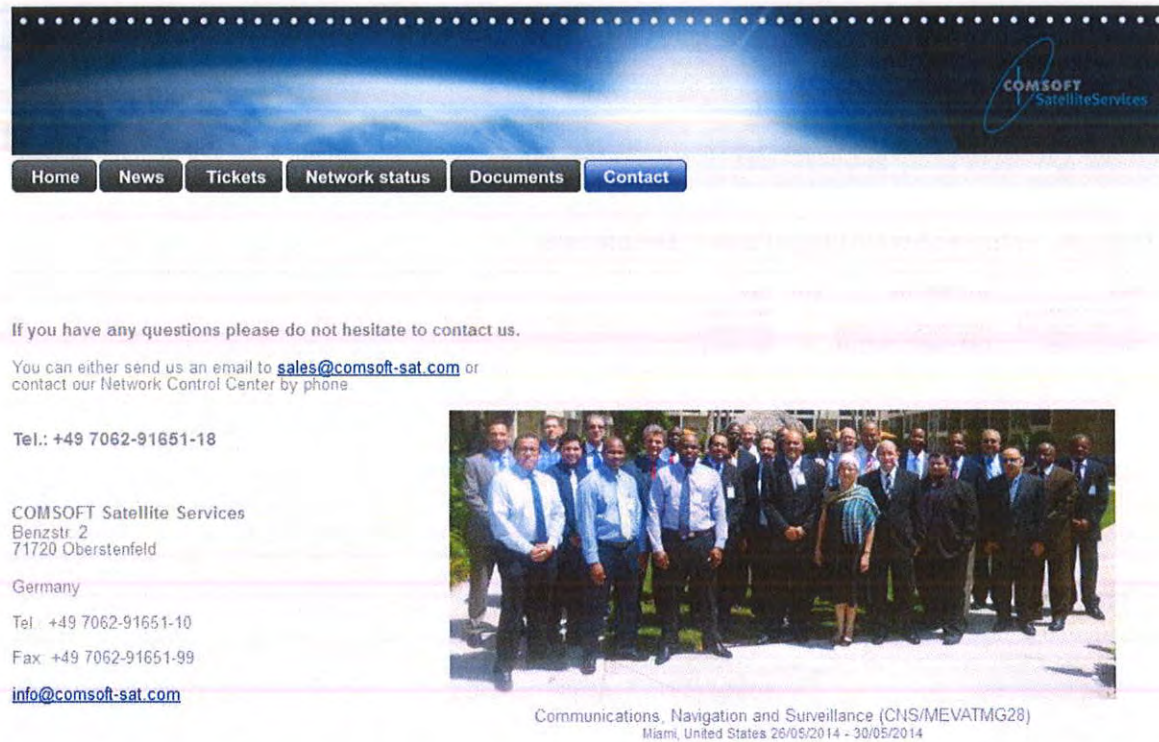 COMSOFT
SatelliteServices
Home News Tickets Network status Documents Contact
If you have any questions please do not hesitate to contact us.
You can either send us an email to sales@comsoft-sat.com or
contact our Network Control Center by phone
Tel.: +49 7062-91651-18
COMSOFT Satellite Services
Benzstr. 2
71720 Oberstenfeld
Germany
Tel.: +49 7062-91651-10
Fax: +49 7062-91651-99
info@comsoft-sat.com
Communications, Navigation and Surveillance (CNS/MEVATMG28)
Miami, United States 26/05/2014 - 30/05/2014